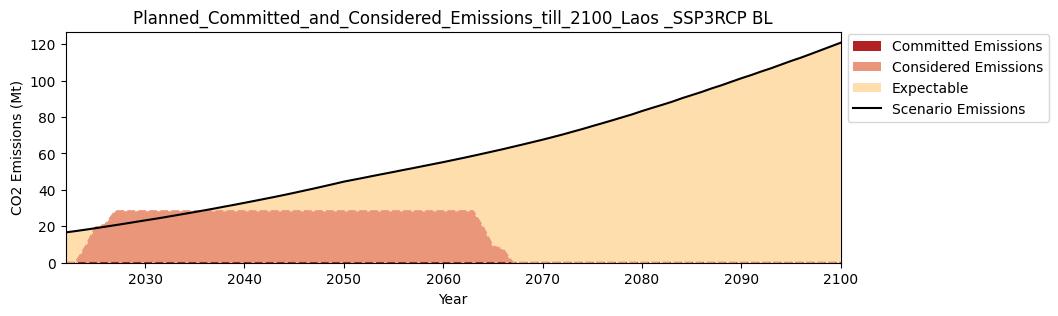 Planned_Committed_and_Considered_Emissions_till_2100_Laos _SSP3RCP BL
CO2 Emissions (Mt)
120
100
80
60
40
20
0
2030 2040 2050 2060 2070 2080 2090 2100
Year
Committed Emissions
Considered Emissions
Expectable
Scenario Emissions